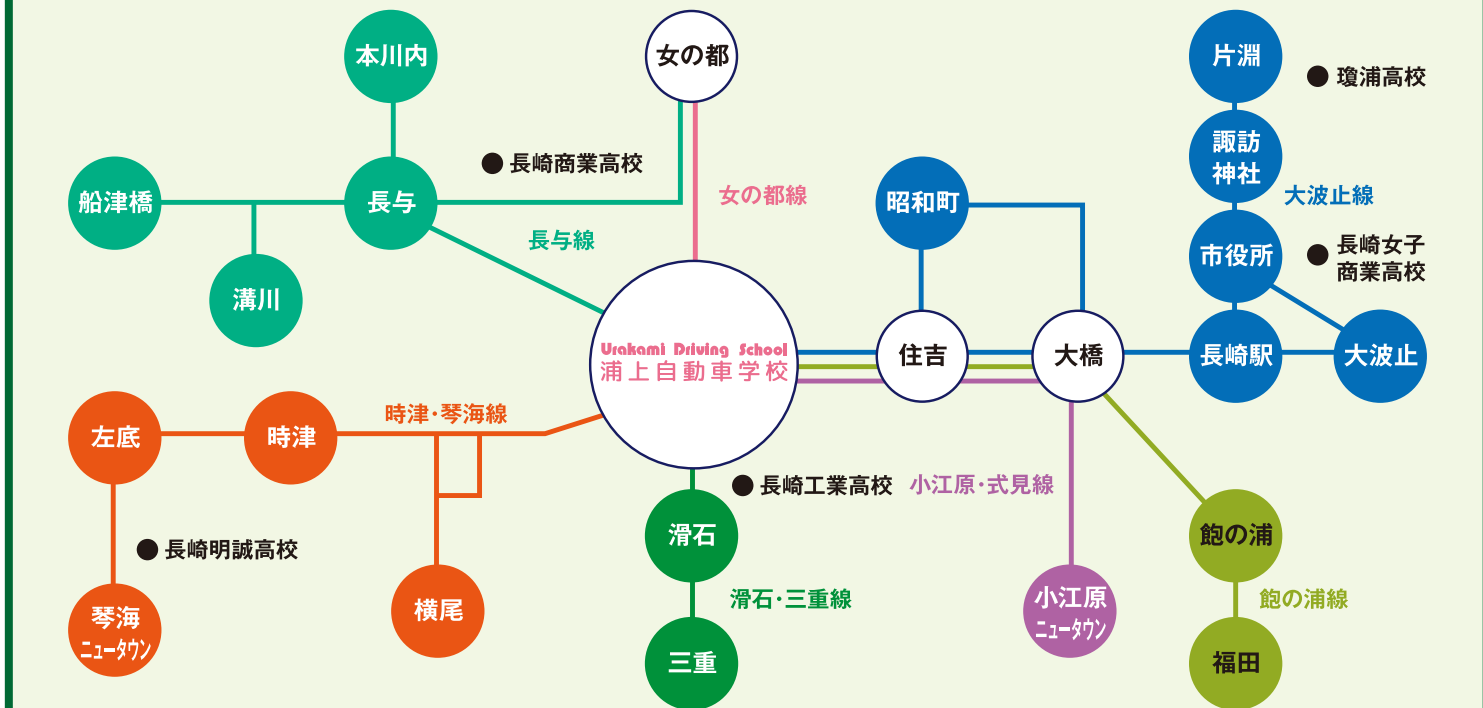 本川内
女の都
片淵
瓊浦高校
長崎商業高校
諏訪
神社
船津橋
長与
女の都線
昭和町
大波止線
長与線
市役所
長崎女子
商業高校
溝川
Urakami Driving School
浦上自動車学校
住吉
大橋
長崎駅
大波止
時津・琴海線
左底
時津
長崎工業高校
小江原・式見線
滑石
飽の浦
長崎明誠高校
琴海
ニュータウン
横尾
滑石・三重線
小江原
ニュータウン
飽の浦線
三重
福田